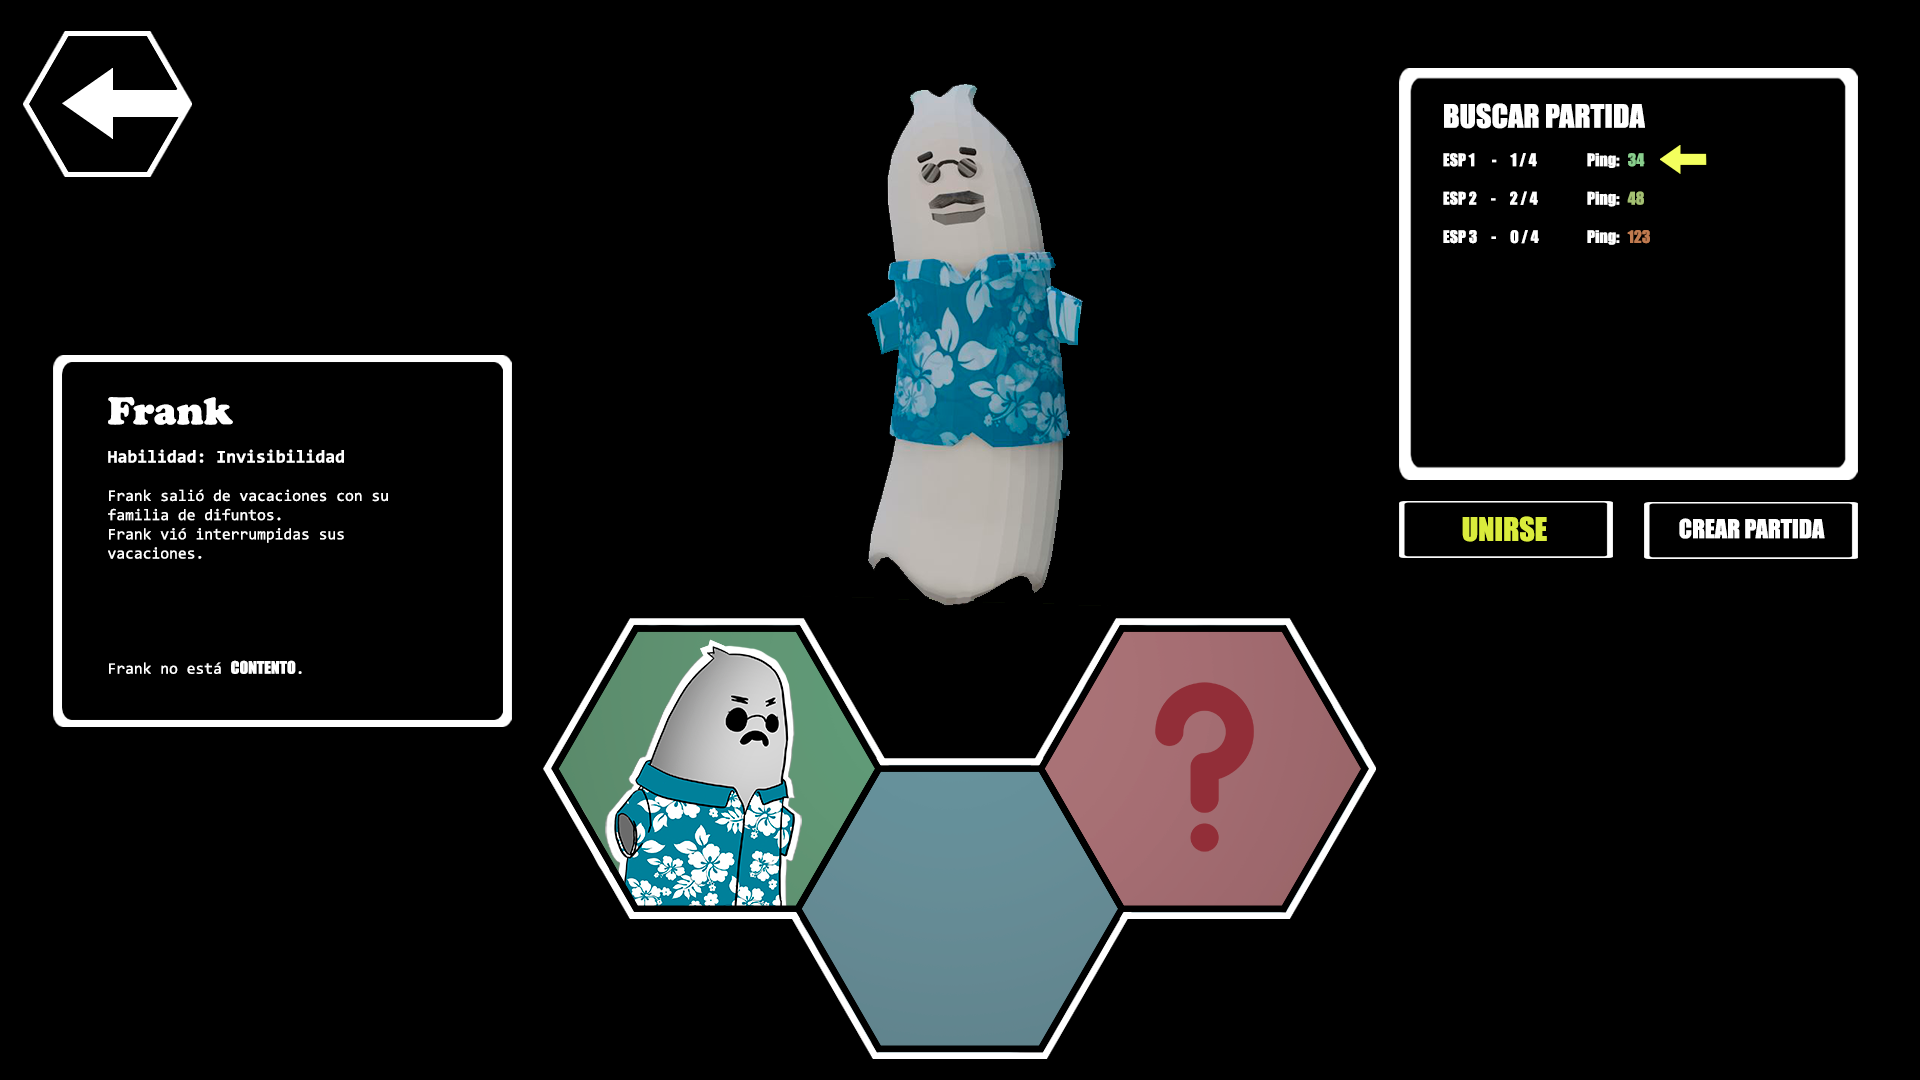 BUSCAR PARTIDA
ESP 1 - 1 / 4 Ping: 34
ESP 2 - 2 / 4 Ping: 48
ESP 3 - 0 / 4 Ping: 123
UNIRSE
CREAR PARTIDA
Frank
Habilidad: Invisibilidad
Frank salió de vacaciones con su
familia de difuntos.
Frank vió interrumpidas sus
vacaciones.
Frank no está CONTENTO.
?